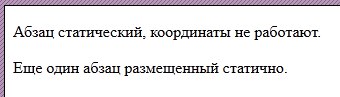 Абзац статический, координаты не работают.
Еще один абзац размещенный статично.